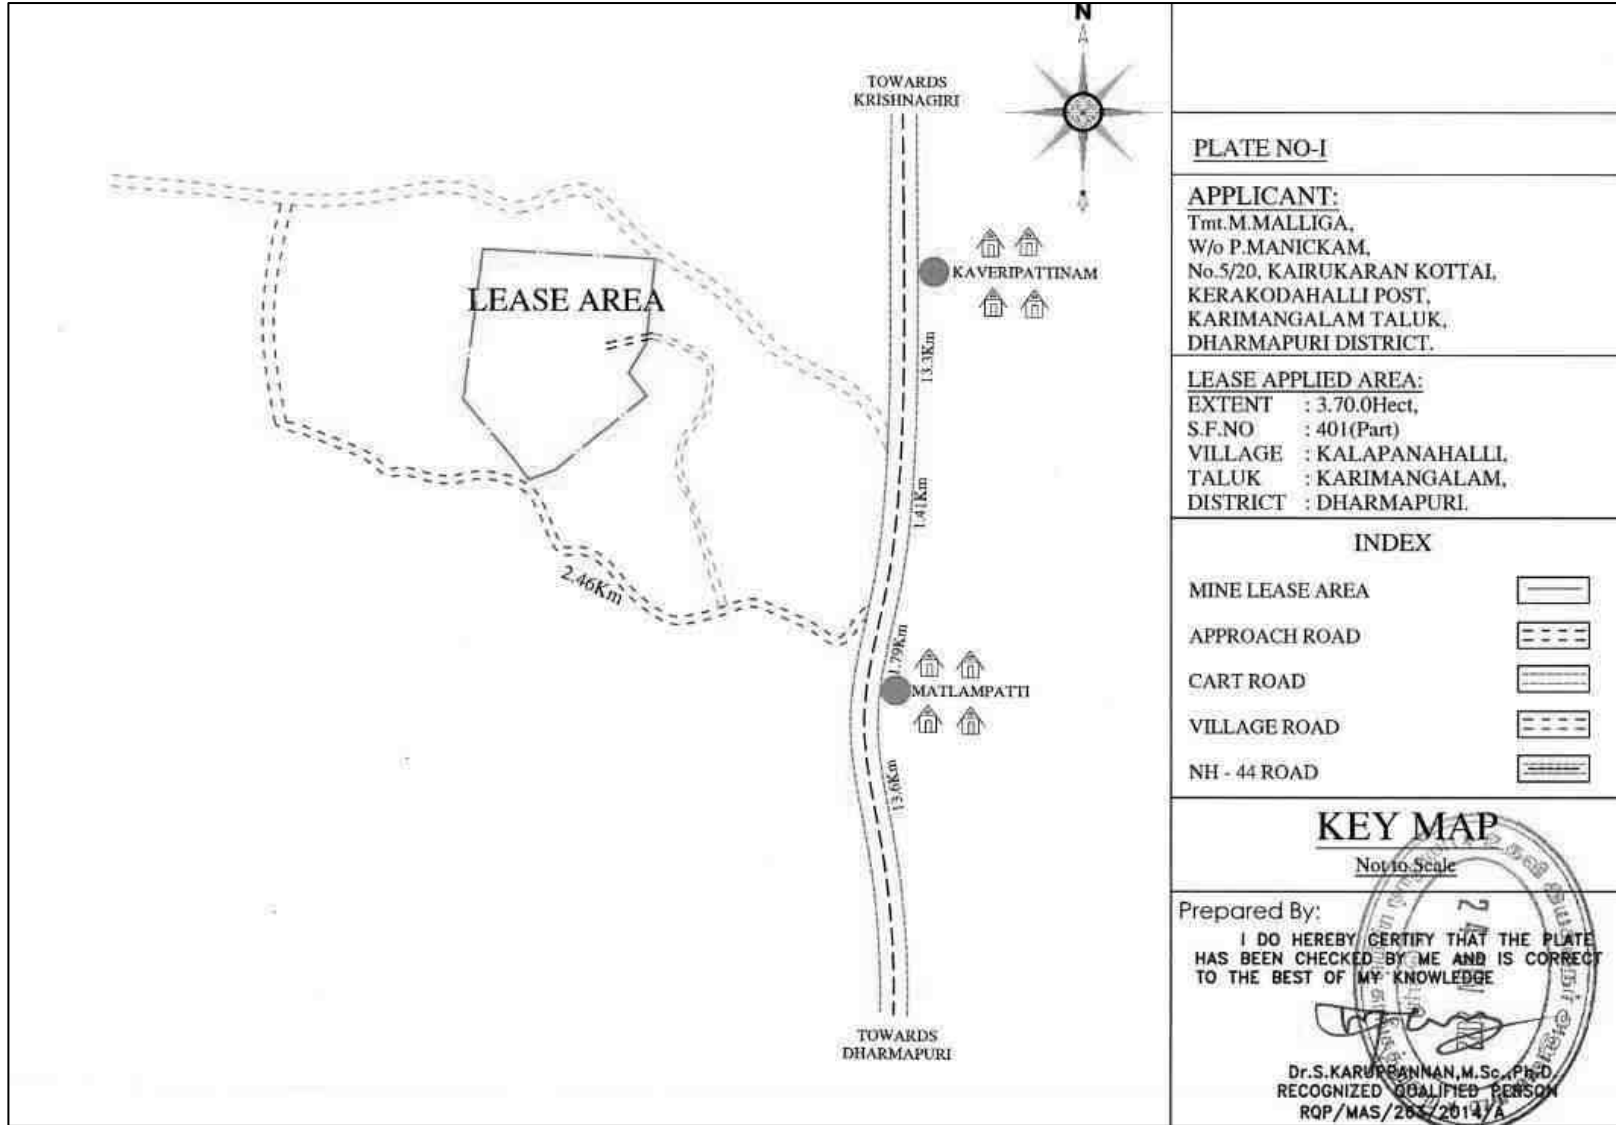 N
TOWARDS
KRISHNAGIRI
KAVERIPATTINAM
LEASE AREA
13.3Km
1.41Km
2.46Km
1.79Km
MATLAMPATTI
13.6Km
TOWARDS
DHARMAPURI
PLATE NO-I
APPLICANT:
Tmt.M.MALLIGA,
W/o P.MANICKAM,
No.5/20, KAIRUKARAN KOTTAI,
KERAKODAHALLI POST,
KARIMANGALAM TALUK,
DHARMAPURI DISTRICT.
LEASE APPLIED AREA:
EXTENT : 3.70.0Hect,
S.F.NO : 401(Part)
VILLAGE : KALAPANAHALLI,
TALUK : KARIMANGALAM,
DISTRICT : DHARMAPURI.
INDEX
MINE LEASE AREA
APPROACH ROAD
CART ROAD
VILLAGE ROAD
NH - 44 ROAD
KEY MAP
Not to Scale
Prepared By:
I DO HEREBY CERTIFY THAT THE PLATE
HAS BEEN CHECKED BY ME AND IS CORRECT
TO THE BEST OF MY KNOWLEDGE
Dr.S.KARUPPANNAN,M.Sc.,Ph.D.
RECOGNIZED QUALIFIED PERSON
RQP/MAS/263/2014/A